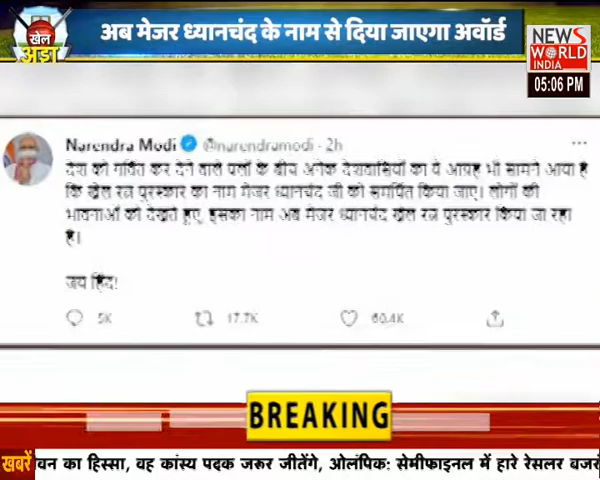 खेल
अड्डा
अब मेजर ध्यानचंद के नाम से दिया जाएगा अवॉर्ड
NEWS
WORLD
INDIA
05:06 PM
Narendra Modi @narendramodi · 2h
देश को गर्वित कर देने वाले पलों के बीच अनेक देशवासियों का ये आग्रह भी सामने आया है
कि खेल रत्न पुरस्कार का नाम मेजर ध्यानचंद जी को समर्पित किया जाए। लोगों की
भावनाओं को देखते हुए, इसका नाम अब मेजर ध्यानचंद खेल रत्न पुरस्कार किया जा रहा
है।
जय हिंद!
5K 17.7K 60.4K
BREAKING
खबरें वन का हिस्सा, वह कांस्य पदक जरूर जीतेंगे, ओलंपिक: सेमीफाइनल में हारे रेसलर बजरं